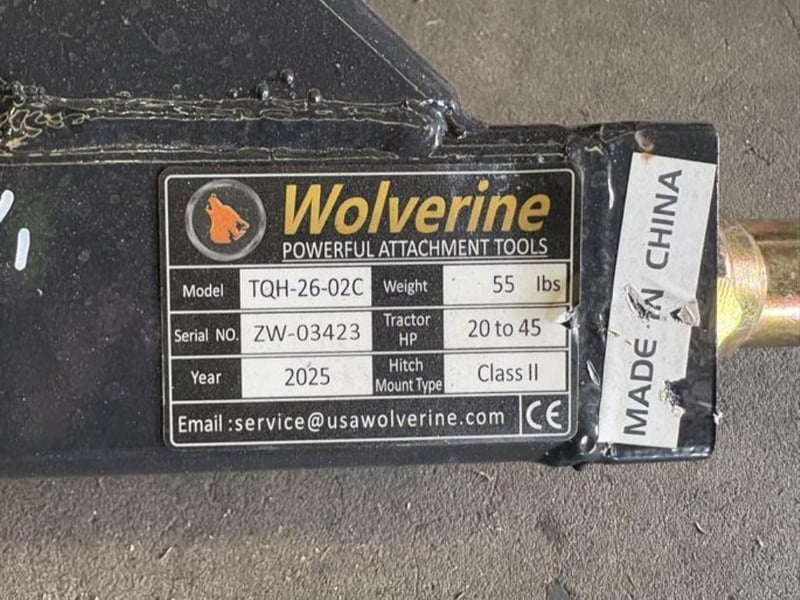 Wolverine
POWERFUL ATTACHMENT TOOLS
Model TQH-26-02C Weight 55 lbs
Serial NO. ZW-03423 Tractor HP 20 to 45
Year 2025 Hitch Mount Type Class II
Email :service@usawolverine.com CE
MADE IN CHINA